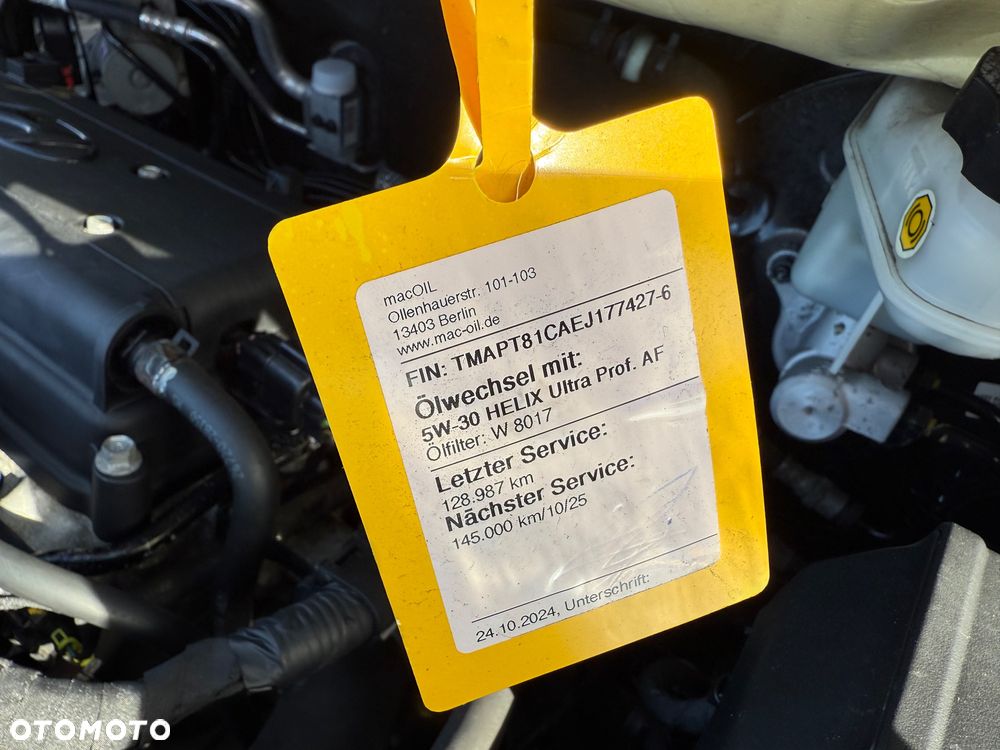 macOIL
Ollenhauerstr. 101-103
13403 Berlin
www.mac-oil.de
FIN: TMAPT81CAEJ177427-6
Ölwechsel mit:
5W-30 HELIX Ultra Prof. AF
Ölfilter: W 8017
Letzter Service:
128.987 km
Nächster Service:
145.000 km/10/25
24.10.2024, Unterschrift:
OTOMOTO